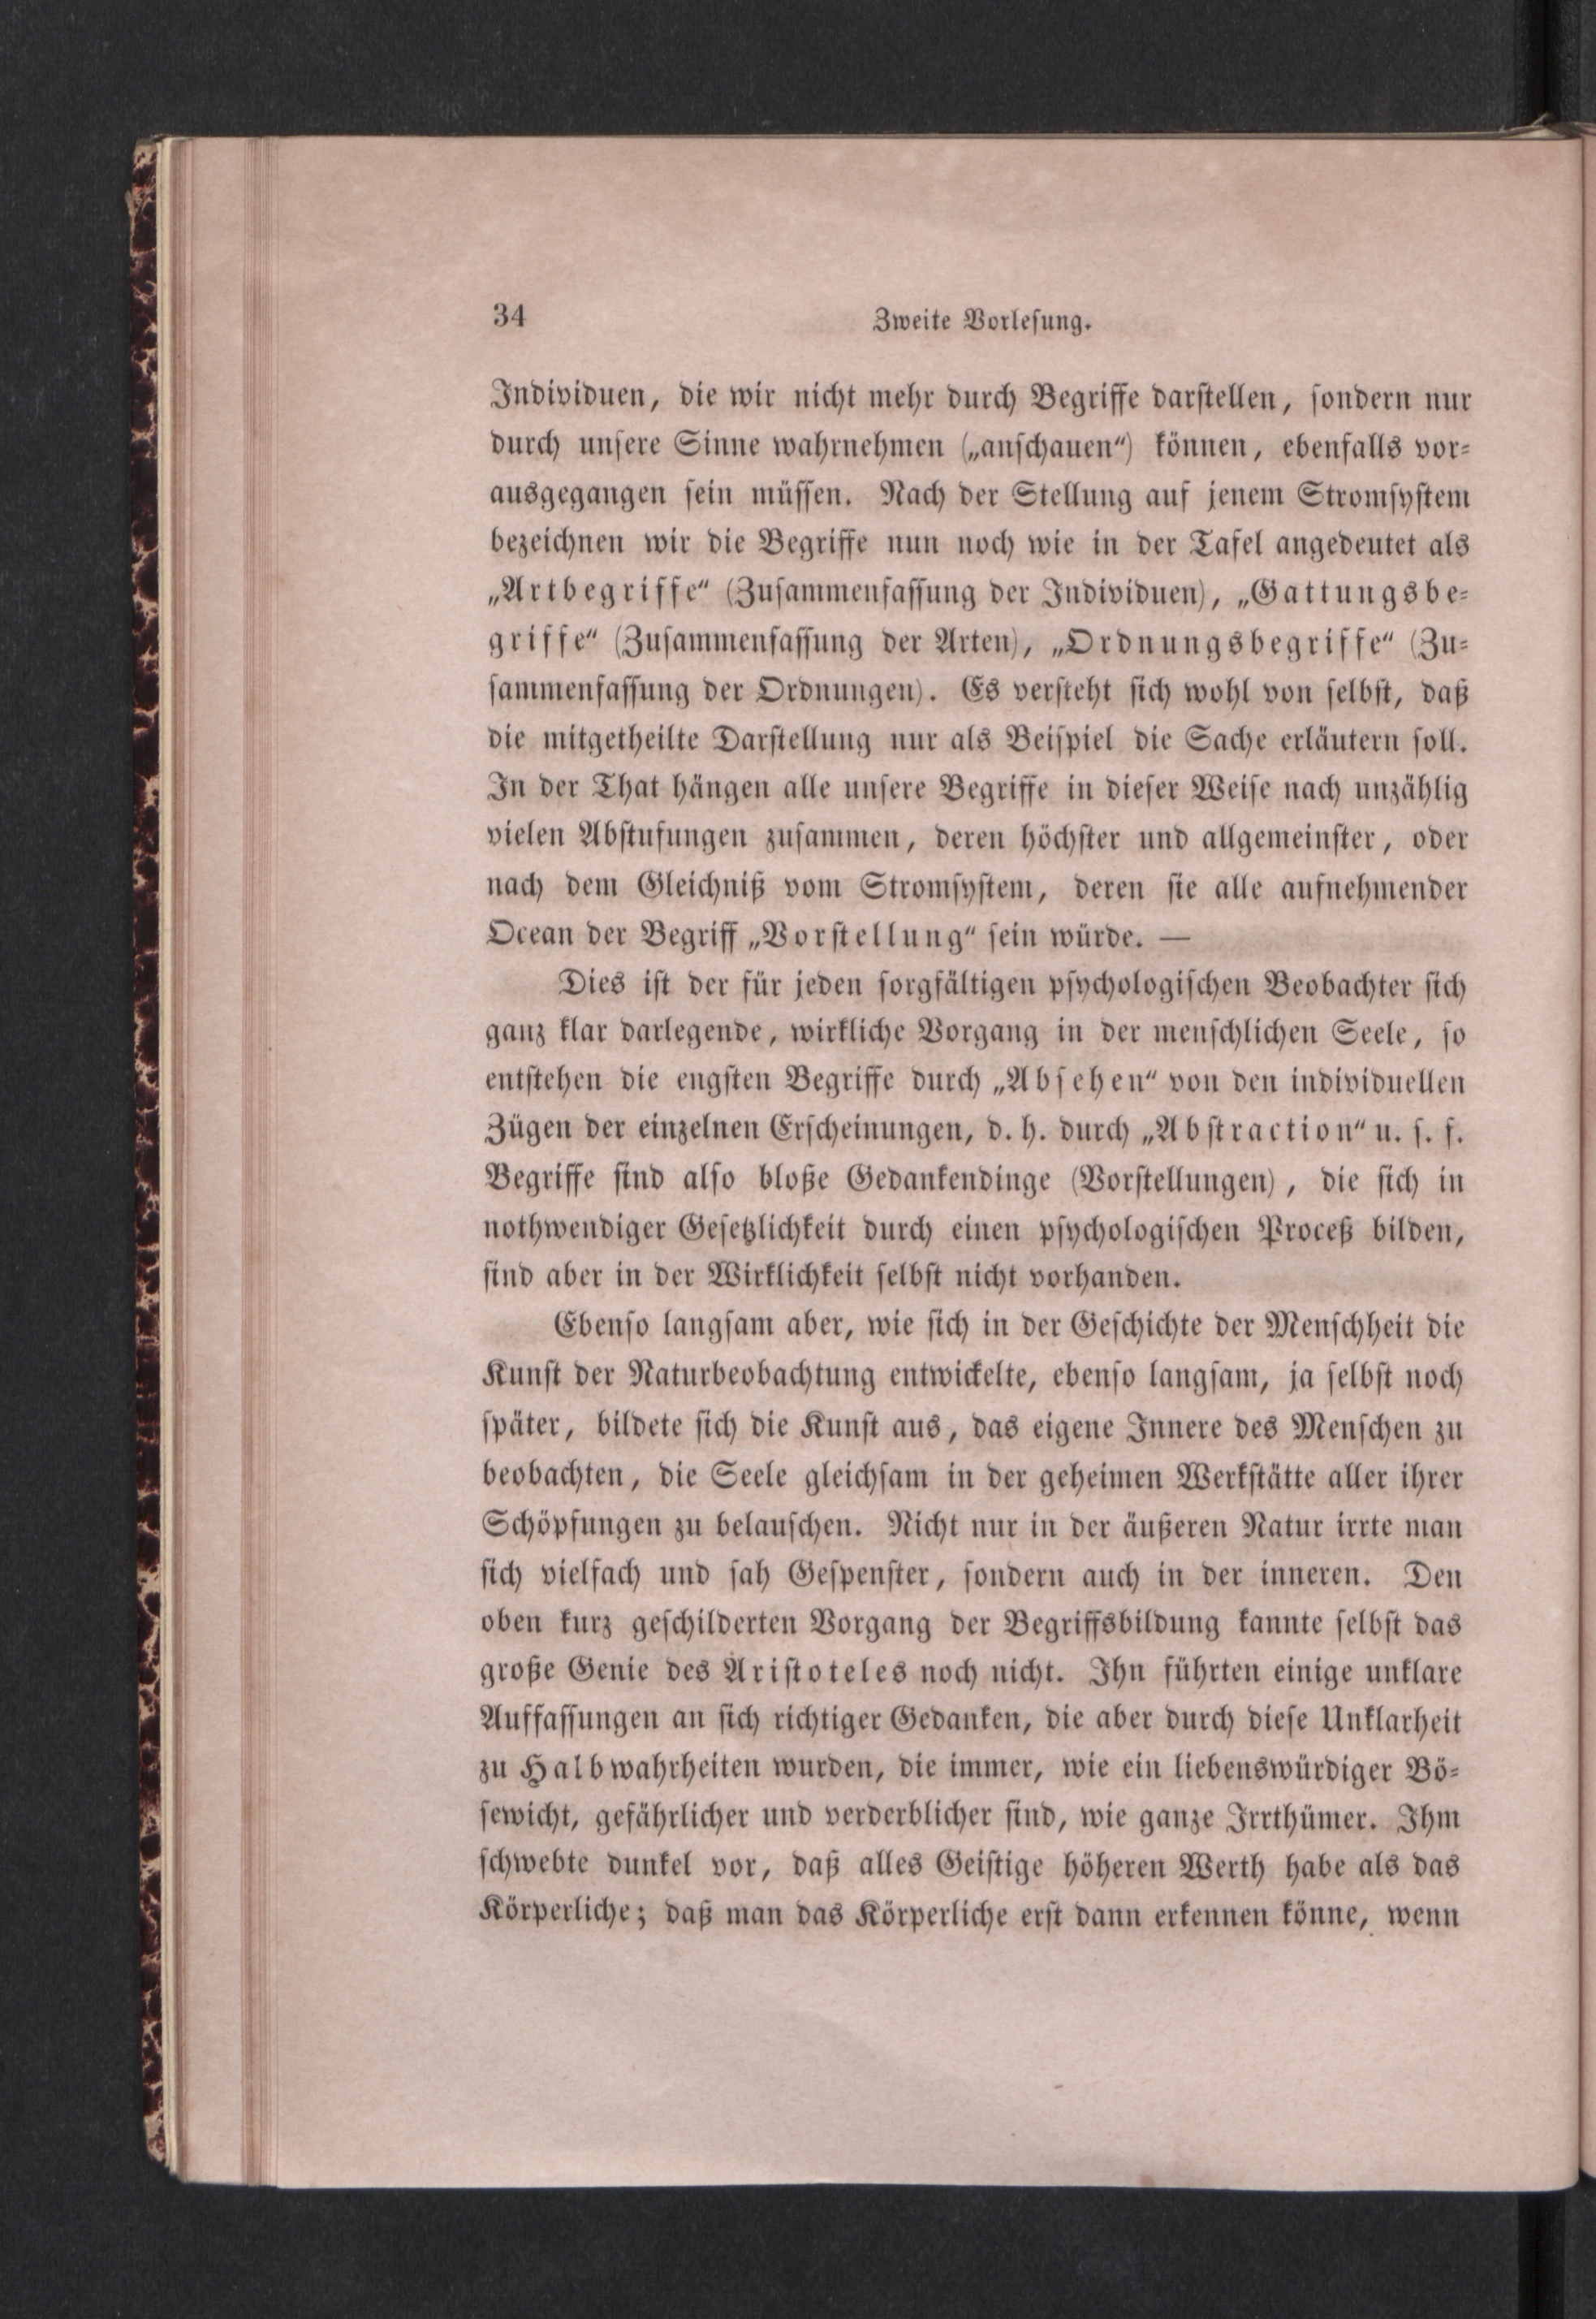 34
Zweite Vorlesung.
Individuen, die wir nicht mehr durch Begriffe darstellen, sondern nur
durch unsere Sinne wahrnehmen („anschauen“) können, ebenfalls vor-
ausgegangen sein müssen. Nach der Stellung auf jenem Stromsystem
bezeichnen wir die Begriffe nun noch wie in der Tafel angedeutet als
„Artbegriffe“ (Zusammenfassung der Individuen), „Gattungsbe-
griffe“ (Zusammenfassung der Arten), „Ordnungsbegriffe“ (Zu-
sammenfassung der Ordnungen). Es versteht sich wohl von selbst, daß
die mitgetheilte Darstellung nur als Beispiel die Sache erläutern soll.
In der That hängen alle unsere Begriffe in dieser Weise nach unzählig
vielen Abstufungen zusammen, deren höchster und allgemeinster, oder
nach dem Gleichniß vom Stromsystem, deren sie alle aufnehmender
Ocean der Begriff „Vorstellung“ sein würde. —
Dies ist der für jeden sorgfältigen psychologischen Beobachter sich
ganz klar darlegende, wirkliche Vorgang in der menschlichen Seele, so
entstehen die engsten Begriffe durch „Absehen“ von den individuellen
Zügen der einzelnen Erscheinungen, d. h. durch „Abstraction“ u. s. f.
Begriffe sind also bloße Gedankendinge (Vorstellungen), die sich in
nothwendiger Gesetzlichkeit durch einen psychologischen Proceß bilden,
sind aber in der Wirklichkeit selbst nicht vorhanden.
Ebenso langsam aber, wie sich in der Geschichte der Menschheit die
Kunst der Naturbeobachtung entwickelte, ebenso langsam, ja selbst noch
später, bildete sich die Kunst aus, das eigene Innere des Menschen zu
beobachten, die Seele gleichsam in der geheimen Werkstätte aller ihrer
Schöpfungen zu belauschen. Nicht nur in der äußeren Natur irrte man
sich vielfach und sah Gespenster, sondern auch in der inneren. Den
oben kurz geschilderten Vorgang der Begriffsbildung kannte selbst das
große Genie des Aristoteles noch nicht. Ihn führten einige unklare
Auffassungen an sich richtiger Gedanken, die aber durch diese Unklarheit
zu Halbwahrheiten wurden, die immer, wie ein liebenswürdiger Bö-
sewicht, gefährlicher und verderblicher sind, wie ganze Irrthümer. Ihm
schwebte dunkel vor, daß alles Geistige höheren Werth habe als das
Körperliche; daß man das Körperliche erst dann erkennen könne, wenn